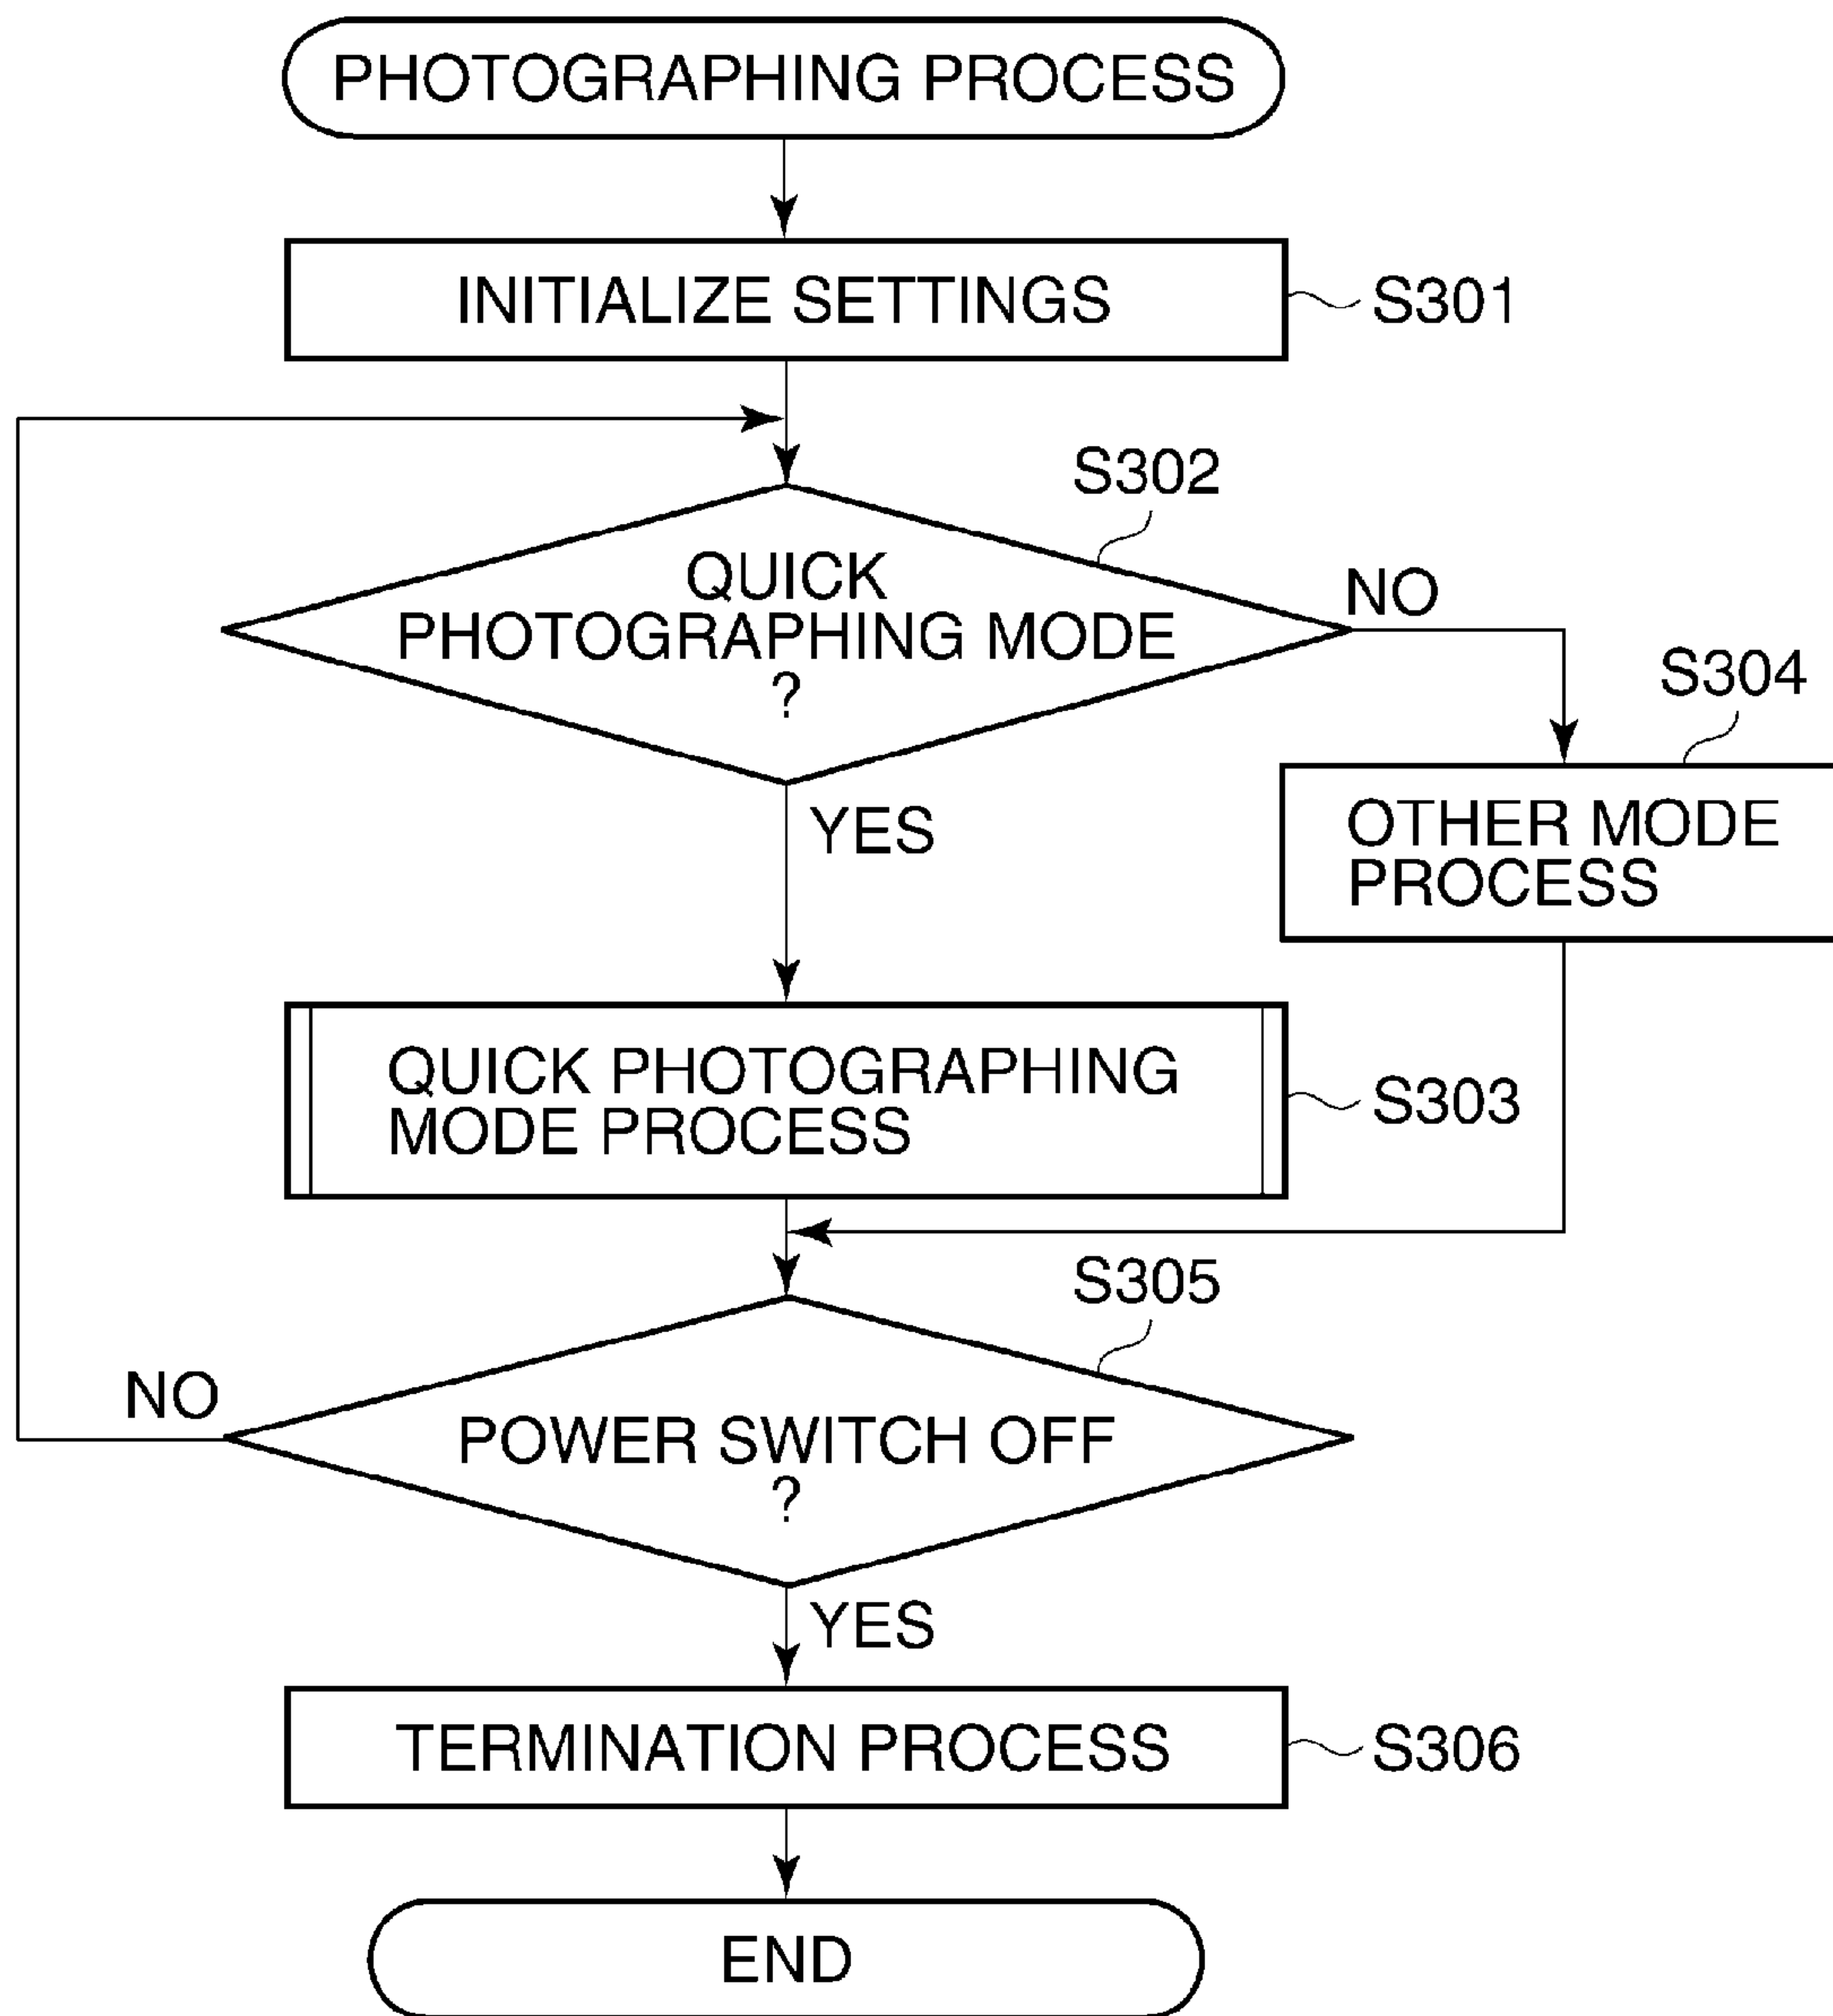 PHOTOGRAPHING PROCESS
INITIALIZE SETTINGS
S301
S302
QUICK
PHOTOGRAPHING MODE
?
NO
S304
YES
OTHER MODE
PROCESS
QUICK PHOTOGRAPHING
MODE PROCESS
S303
S305
NO
POWER SWITCH OFF
?
YES
TERMINATION PROCESS
S306
END